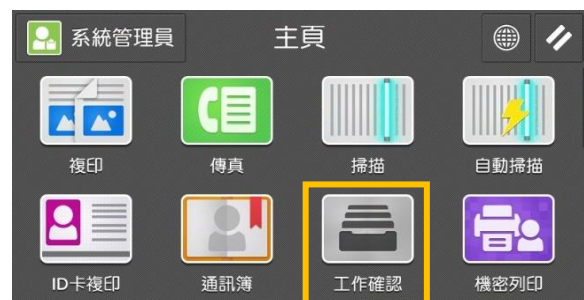 系統管理員
主頁
複印
傳真
掃描
自動掃描
ID卡複印
通訊簿
工作確認
機密列印